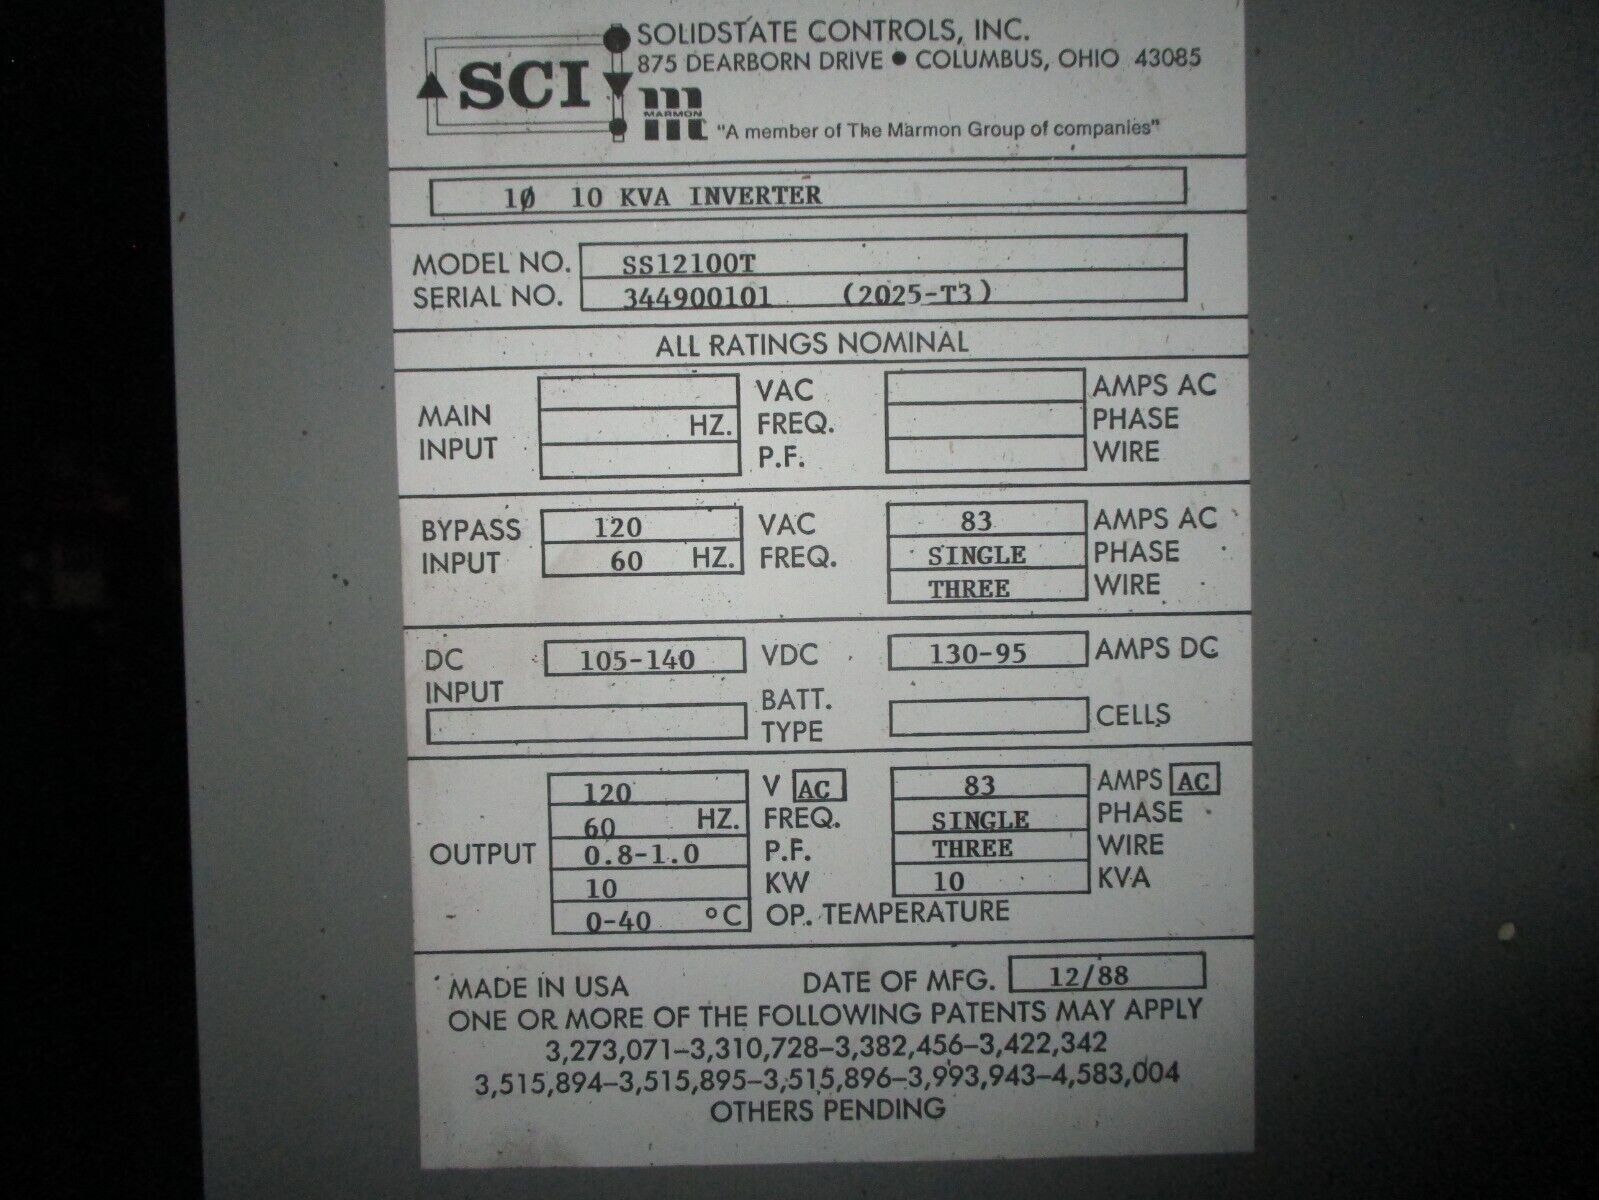 SCI
SOLIDSTATE CONTROLS, INC.
875 DEARBORN DRIVE • COLUMBUS, OHIO 43085
MARMON
"A member of The Marmon Group of companies"
1Ø 10 KVA INVERTER
MODEL NO. SS12100T
SERIAL NO. 344900101 (2025-T3)
ALL RATINGS NOMINAL
MAIN INPUT
VAC AMPS AC
HZ. FREQ. PHASE
P.F. WIRE
BYPASS INPUT
120 VAC 83 AMPS AC
60 HZ. FREQ. SINGLE PHASE
THREE WIRE
DC INPUT
105-140 VDC 130-95 AMPS DC
BATT. TYPE CELLS
OUTPUT
120 V AC 83 AMPS AC
60 HZ. FREQ. SINGLE PHASE
0.8-1.0 P.F. THREE WIRE
10 KW 10 KVA
0-40 °C OP. TEMPERATURE
MADE IN USA DATE OF MFG. 12/88
ONE OR MORE OF THE FOLLOWING PATENTS MAY APPLY
3,273,071–3,310,728–3,382,456–3,422,342
3,515,894–3,515,895–3,515,896–3,993,943–4,583,004
OTHERS PENDING